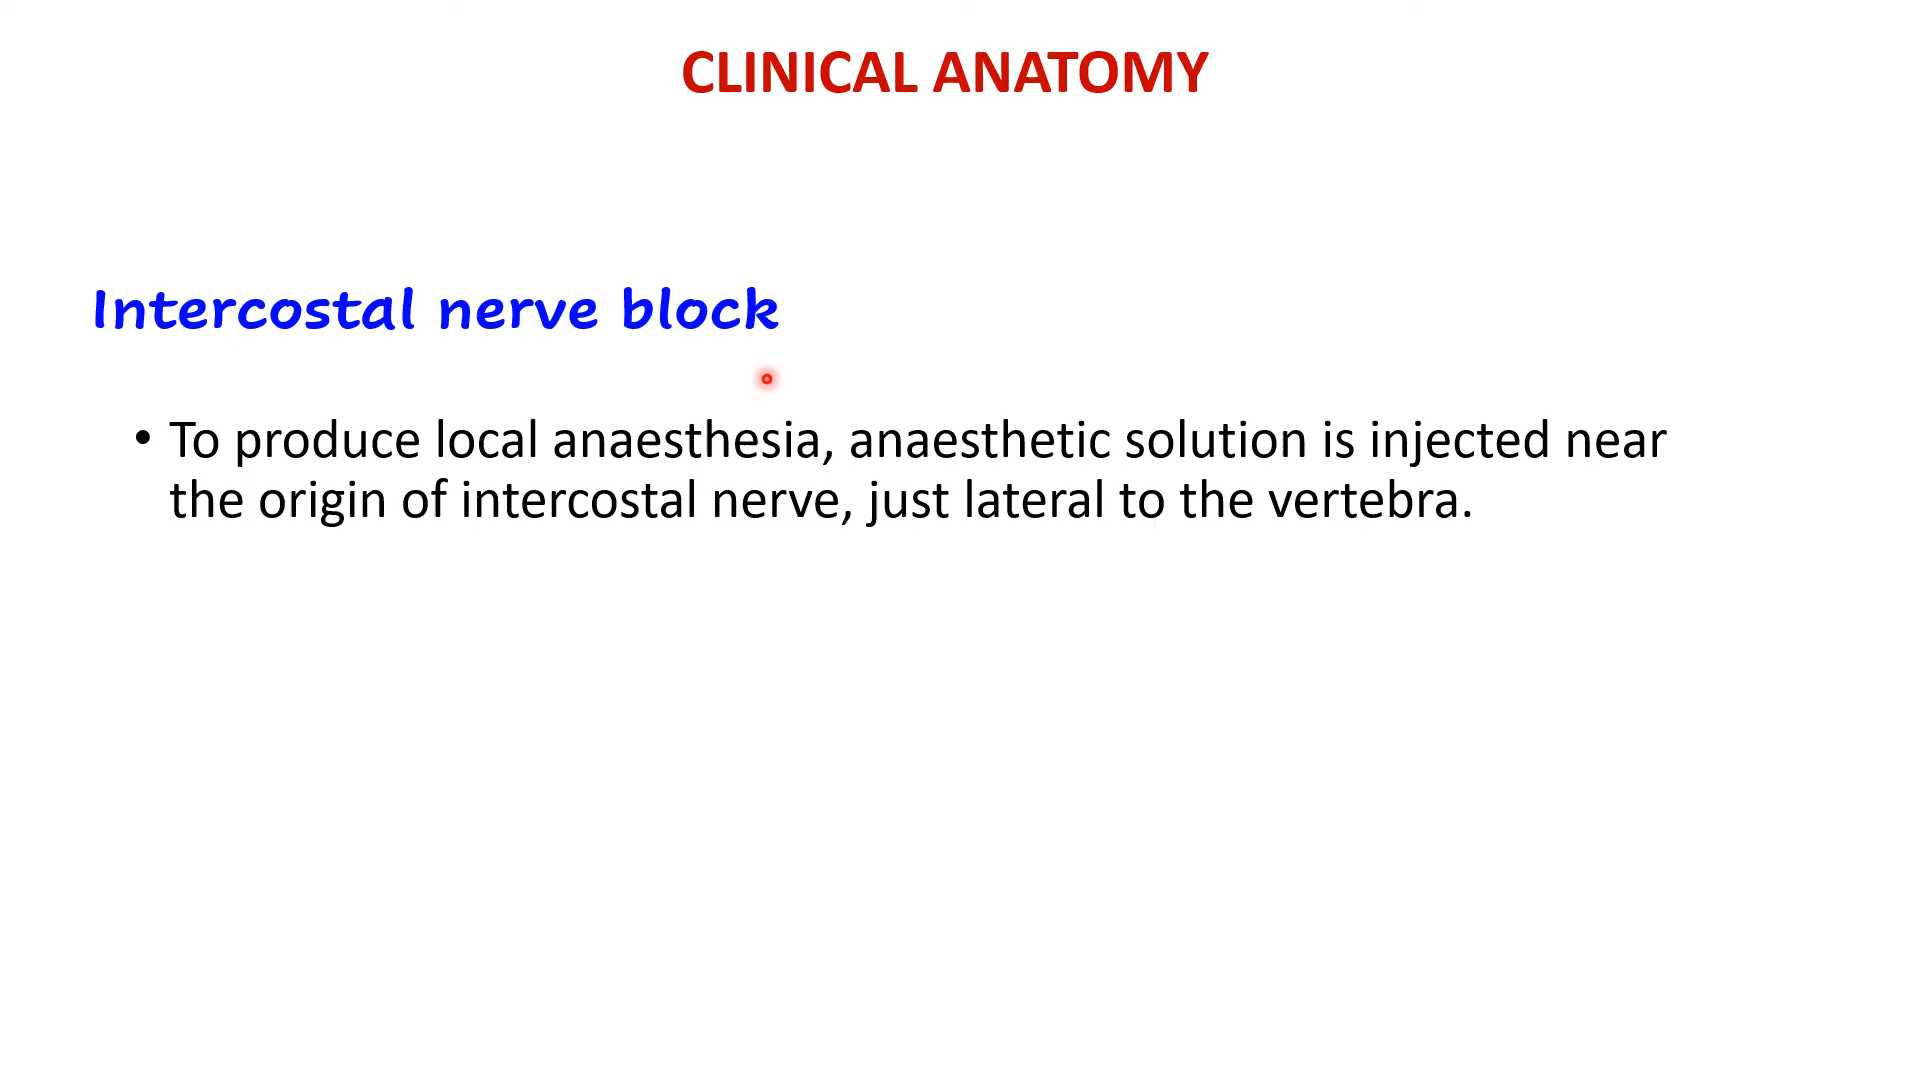 CLINICAL ANATOMY
Intercostal nerve block
• To produce local anaesthesia, anaesthetic solution is injected near
the origin of intercostal nerve, just lateral to the vertebra.